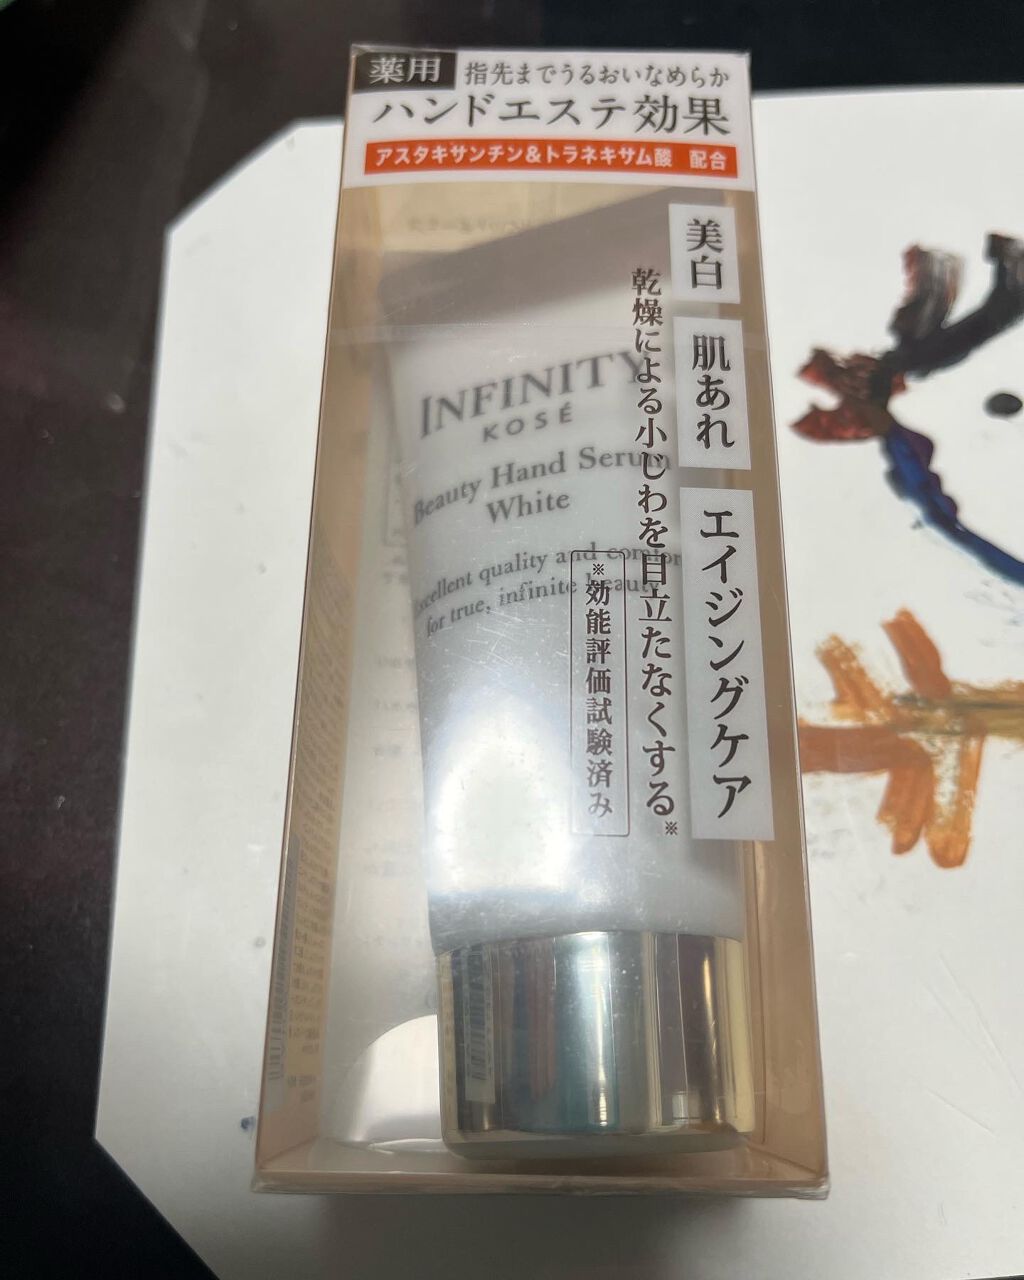 薬用
指先までうるおいなめらか
ハンドエステ効果
アスタキサンチン&トラネキサム酸 配合
美白
肌あれ
エイジングケア
乾燥による小じわを目立たなくする※
※効能評価試験済み
INFINITY
KOSÉ
Beauty Hand Serum
White
Excellent quality and comfort
for true, infinite beauty